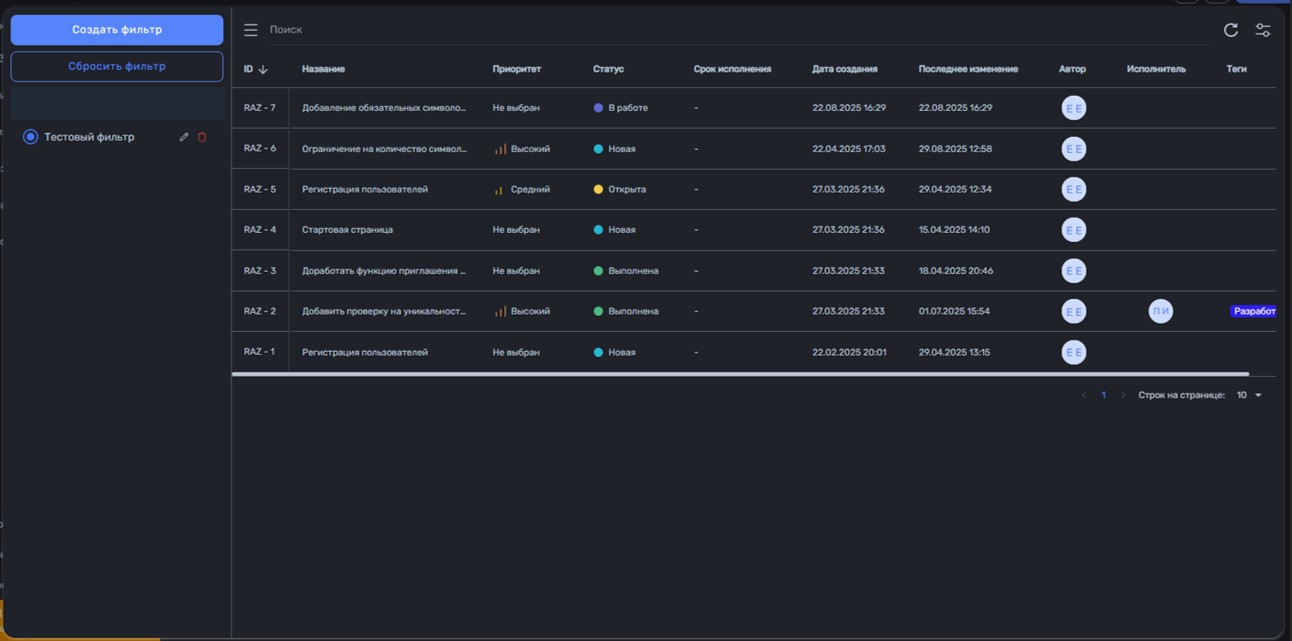 Создать фильтр
Сбросить фильтр
Тестовый фильтр
Поиск
ID Название Приоритет Статус Срок исполнения Дата создания Последнее изменение Автор Исполнитель Теги
RAZ - 7 Добавление обязательных символо... Не выбран В работе - 22.08.2025 16:29 22.08.2025 16:29 E E
RAZ - 6 Ограничение на количество символ... Высокий Новая - 22.04.2025 17:03 29.08.2025 12:58 E E
RAZ - 5 Регистрация пользователей Средний Открыта - 27.03.2025 21:36 29.04.2025 12:34 E E
RAZ - 4 Стартовая страница Не выбран Новая - 27.03.2025 21:36 15.04.2025 14:10 E E
RAZ - 3 Доработать функцию приглашения ... Не выбран Выполнена - 27.03.2025 21:33 18.04.2025 20:46 E E
RAZ - 2 Добавить проверку на уникальност... Высокий Выполнена - 27.03.2025 21:33 01.07.2025 15:54 E E П И Разработ
RAZ - 1 Регистрация пользователей Не выбран Новая - 22.02.2025 20:01 29.04.2025 13:15 E E
1 Строк на странице: 10